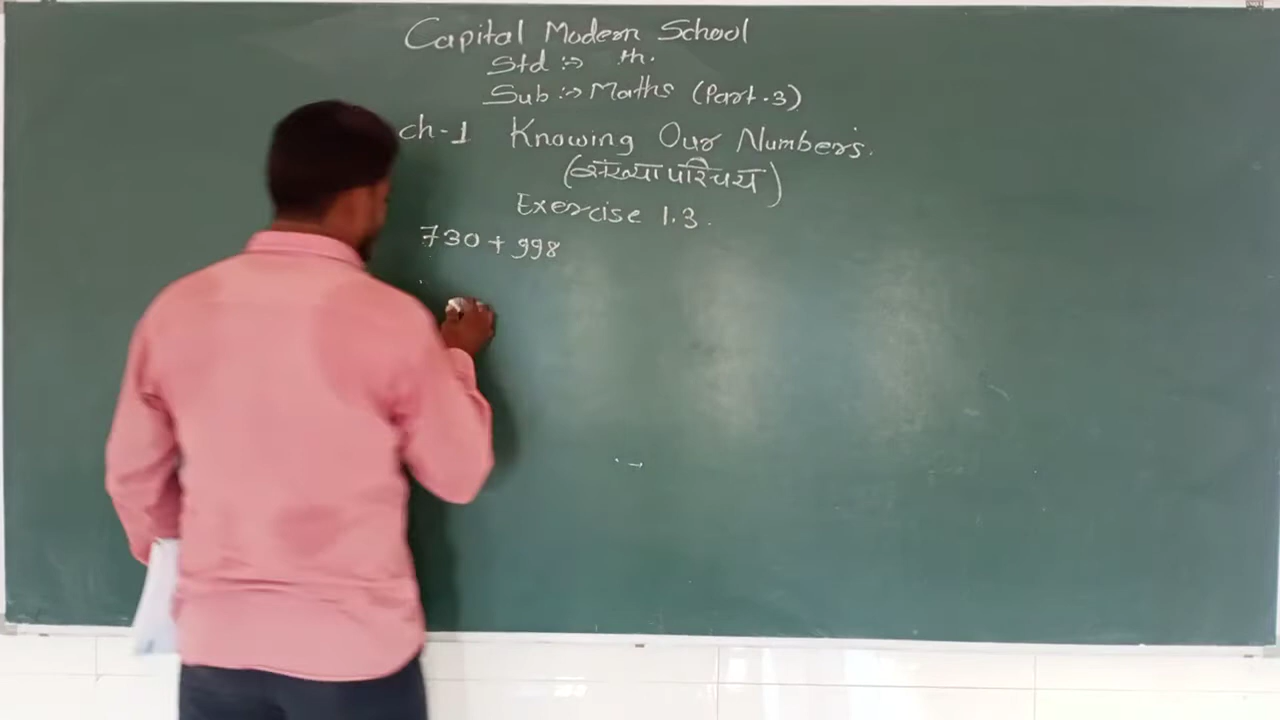 Capital Modern School
Std :→ th.
Sub :→ Maths (Part-3)
ch-1 Knowing Our Numbers.
(संख्या परिचय)
Exercise 1.3.
730 + 998